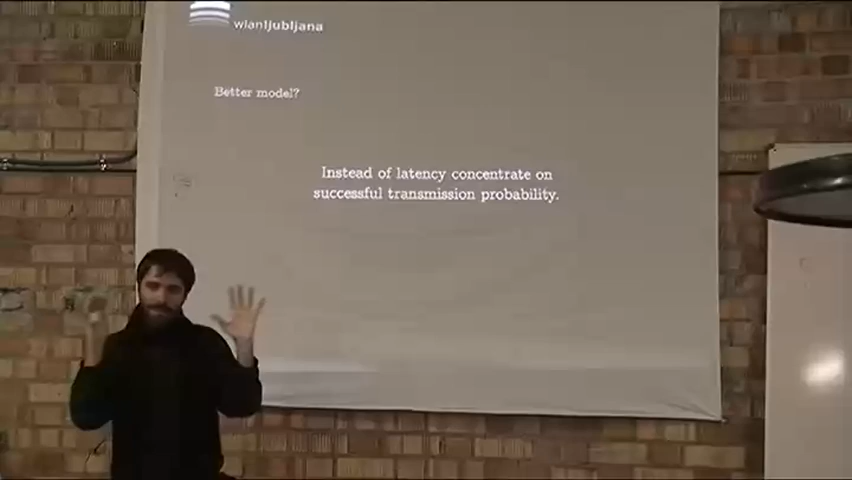 wlanljubljana
Better model?
Instead of latency concentrate on
successful transmission probability.